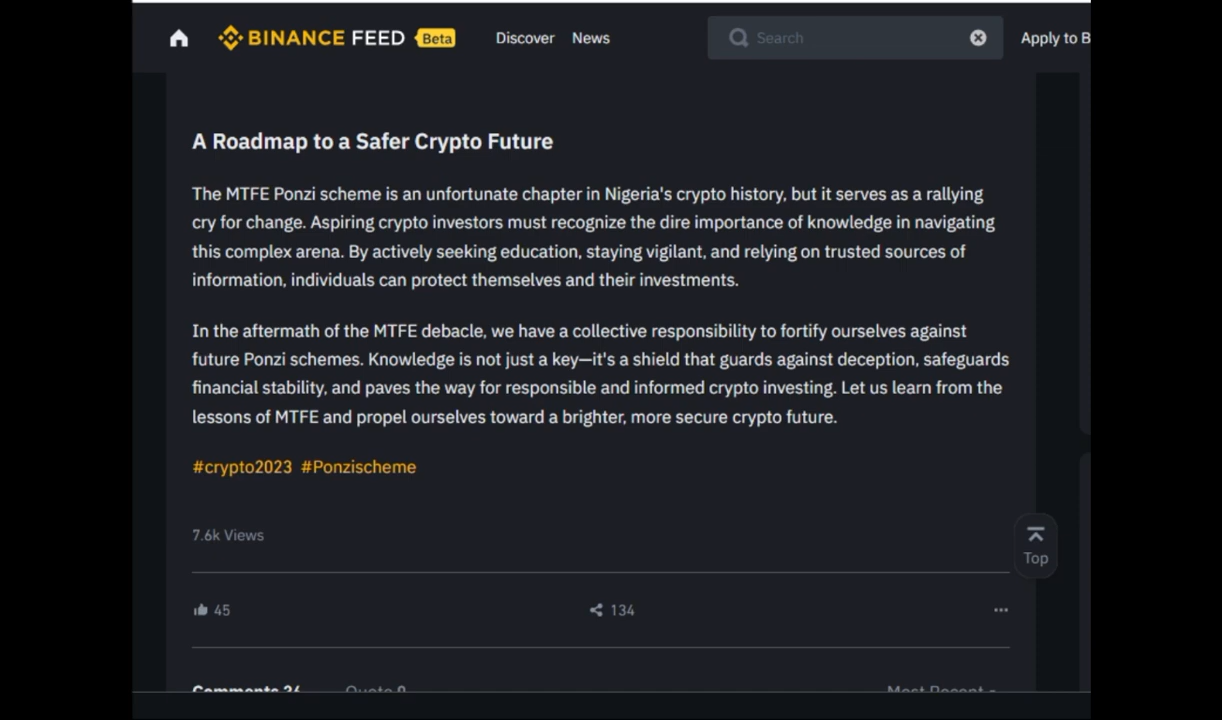 BINANCE FEED Beta Discover News Search Apply to B
A Roadmap to a Safer Crypto Future
The MTFE Ponzi scheme is an unfortunate chapter in Nigeria's crypto history, but it serves as a rallying
cry for change. Aspiring crypto investors must recognize the dire importance of knowledge in navigating
this complex arena. By actively seeking education, staying vigilant, and relying on trusted sources of
information, individuals can protect themselves and their investments.
In the aftermath of the MTFE debacle, we have a collective responsibility to fortify ourselves against
future Ponzi schemes. Knowledge is not just a key—it's a shield that guards against deception, safeguards
financial stability, and paves the way for responsible and informed crypto investing. Let us learn from the
lessons of MTFE and propel ourselves toward a brighter, more secure crypto future.
#crypto2023 #Ponzischeme
7.6k Views
Top
45 134
Comments Quote Most Recent